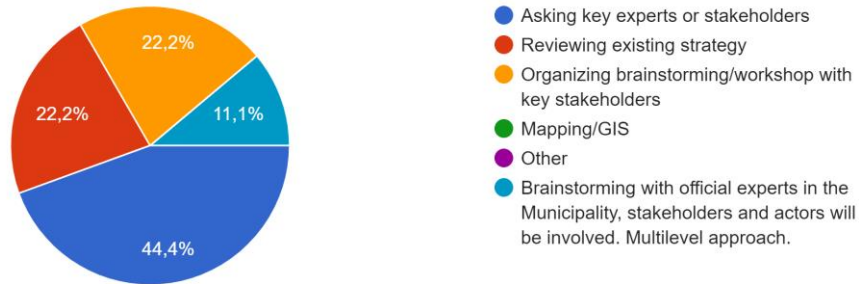 22,2%
22,2%
11,1%
44,4%
Asking key experts or stakeholders
Reviewing existing strategy
Organizing brainstorming/workshop with
key stakeholders
Mapping/GIS
Other
Brainstorming with official experts in the
Municipality, stakeholders and actors will
be involved. Multilevel approach.